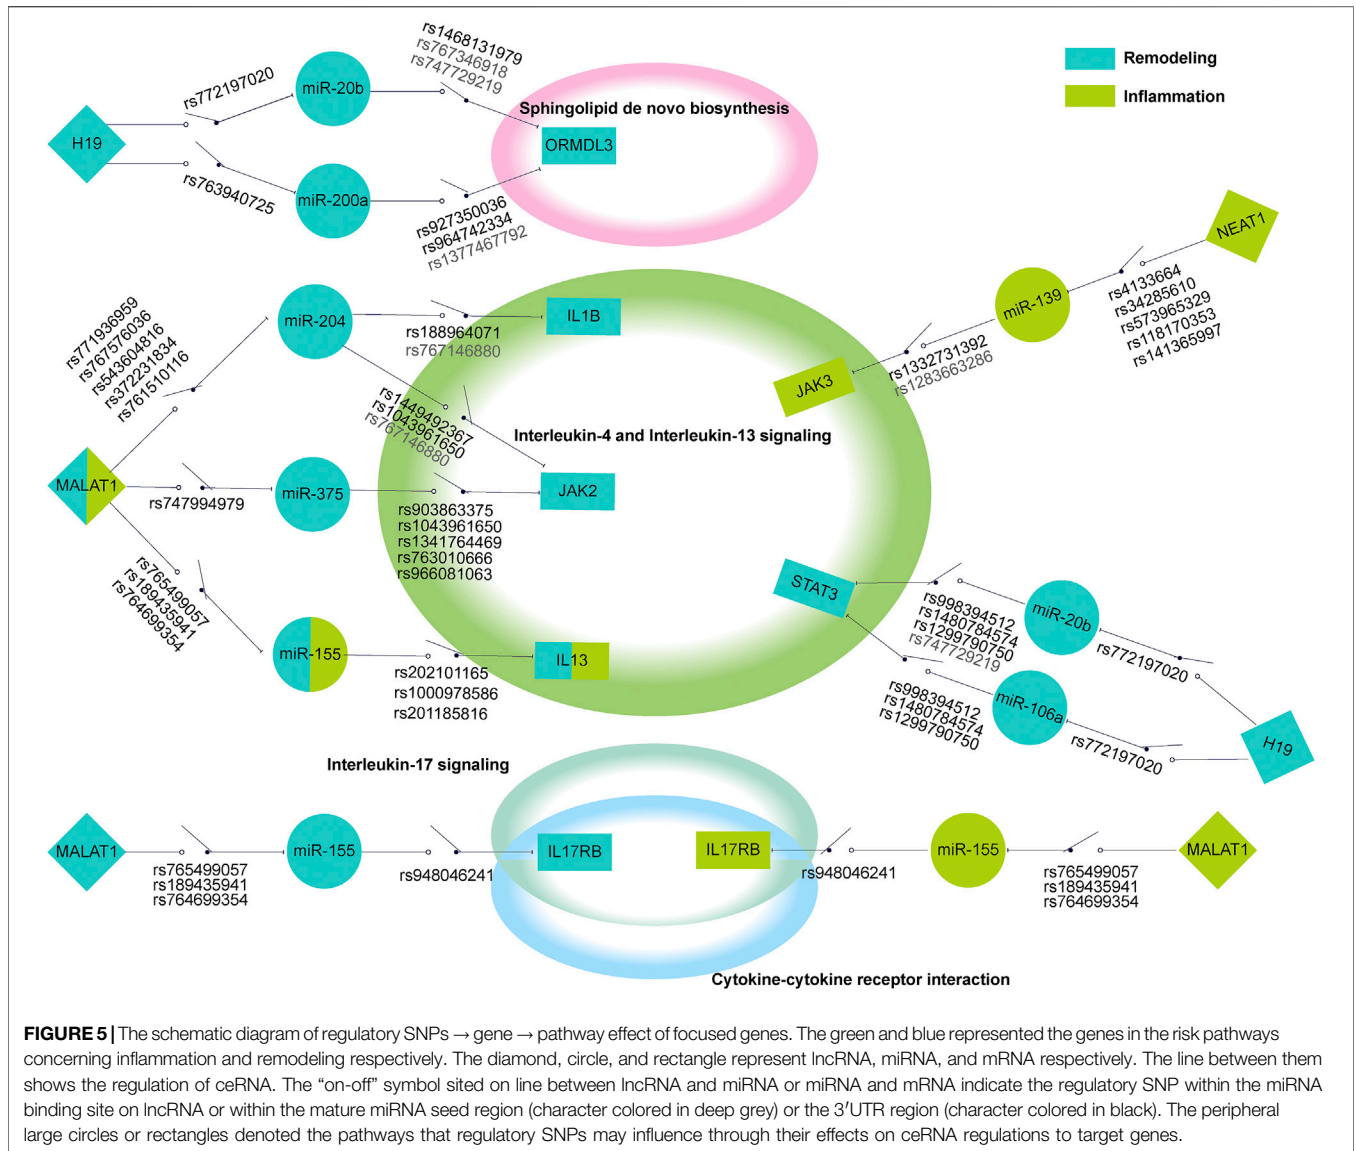 rs1468131979
rs767346918
rs747729219
Remodeling
Inflammation
rs772197020
miR-20b
Sphingolipid de novo biosynthesis
H19
ORMDL3
rs763940725
miR-200a
rs927350036
rs964742334
rs1377467792
NEAT1
rs4133664
rs34285610
rs573965329
rs118170353
rs141365997
miR-139
rs1332731392
rs1283663286
JAK3
rs771936959
rs767576036
rs543604816
rs372231834
rs761510116
miR-204
rs188964071
rs767146880
IL1B
rs1449492367
rs1043961650
rs767146880
Interleukin-4 and Interleukin-13 signaling
MALAT1
rs747994979
miR-375
JAK2
rs903863375
rs1043961650
rs1341764469
rs763010666
rs966081063
rs765499057
rs189435941
rs764699354
miR-155
rs202101165
rs1000978586
rs201185816
IL13
STAT3
rs998394512
rs1480784574
rs1299790750
rs747729219
miR-20b
rs772197020
rs998394512
rs1480784574
rs1299790750
miR-106a
rs772197020
H19
Interleukin-17 signaling
MALAT1
rs765499057
rs189435941
rs764699354
miR-155
rs948046241
IL17RB
IL17RB
rs948046241
miR-155
rs765499057
rs189435941
rs764699354
MALAT1
Cytokine-cytokine receptor interaction
FIGURE 5 | The schematic diagram of regulatory SNPs → gene → pathway effect of focused genes. The green and blue represented the genes in the risk pathways
concerning inflammation and remodeling respectively. The diamond, circle, and rectangle represent lncRNA, miRNA, and mRNA respectively. The line between them
shows the regulation of ceRNA. The “on-off” symbol sited on line between lncRNA and miRNA or miRNA and mRNA indicate the regulatory SNP within the miRNA
binding site on lncRNA or within the mature miRNA seed region (character colored in deep grey) or the 3′UTR region (character colored in black). The peripheral
large circles or rectangles denoted the pathways that regulatory SNPs may influence through their effects on ceRNA regulations to target genes.